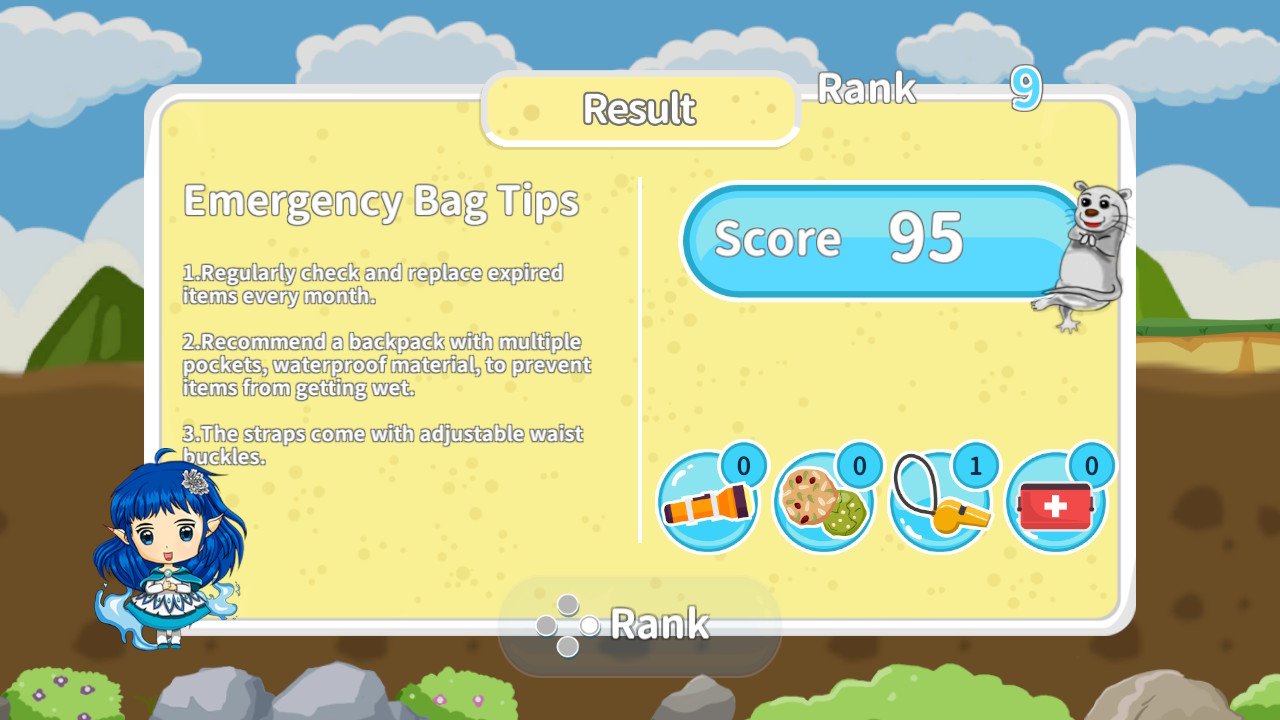 Result
Rank 9
Emergency Bag Tips
Score 95
1.Regularly check and replace expired
items every month.
2.Recommend a backpack with multiple
pockets, waterproof material, to prevent
items from getting wet.
3.The straps come with adjustable waist
buckles.
0 0 1 0
Rank